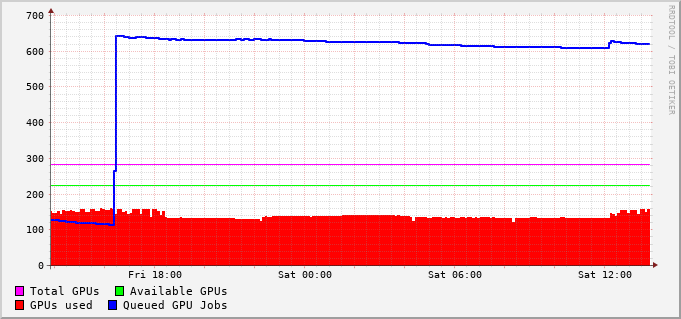 700
600
500
400
300
200
100
0
Fri 18:00 Sat 00:00 Sat 06:00 Sat 12:00
Total GPUs Available GPUs
GPUs used Queued GPU Jobs
RRDTOOL / TOBI OETIKER